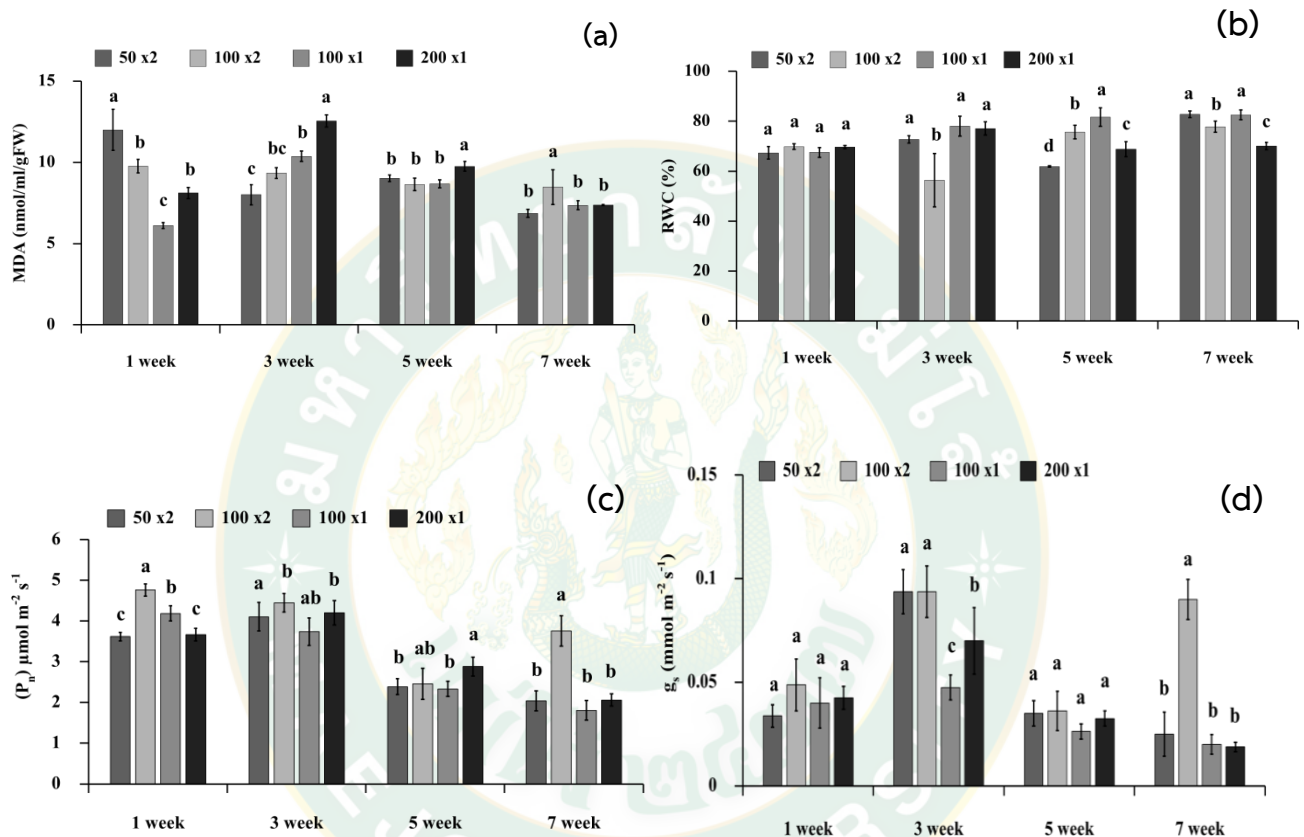 (a)
50 x2 100 x2 100 x1 200 x1
MDA (nmol/ml/gFW)
15
10
5
0
a b c b
c bc b a
b b b a
b a b b
1 week 3 week 5 week 7 week
(b)
50 x2 100 x2 100 x1 200 x1
RWC (%)
100
80
60
40
20
0
a a a a
a b a a
d b a c
a b a c
1 week 3 week 5 week 7 week
(c)
50 x2 100 x2 100 x1 200 x1
(Pn) µmol m-2 s-1
6
5
4
3
2
1
0
c a b c
a b ab b
b ab b a
b a b b
1 week 3 week 5 week 7 week
(d)
50 x2 100 x2 100 x1 200 x1
gs (mmol m-2 s-1)
0.15
0.1
0.05
0
a a a a
a a c b
a a a a
b a b b
1 week 3 week 5 week 7 week